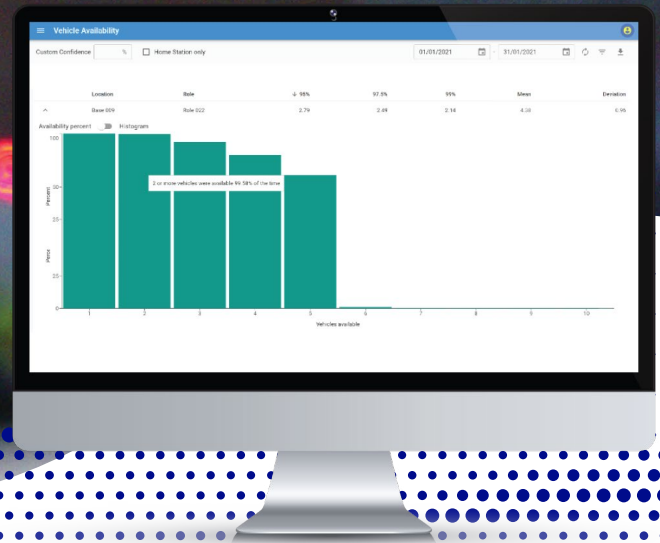 Vehicle Availability
Custom Confidence % Home Station only 01/01/2021 - 31/01/2021
Location Role ↓ 95% 97.5% 99% Mean Deviation
Base 009 Role 022 2.79 2.49 2.14 0.96
Availability percent Histogram
100
Percent
2 or more vehicles were available 99.58% of the time
25
0
1 2 3 4 5 6 7 8 9 10
Vehicles available